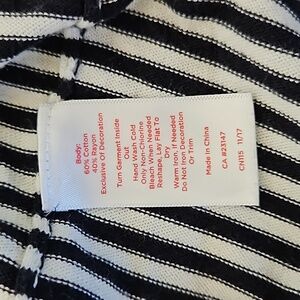 Body:
60% Cotton
40% Rayon
Exclusive Of Decoration
Turn Garment Inside
Out
Hand Wash Cold
Only Non-Chlorine
Bleach When Needed
Reshape, Lay Flat To
Dry
Warm Iron, If Needed
Do Not Iron Decoration
Or Trim
Made in China
CA #23147
CN115 11/17